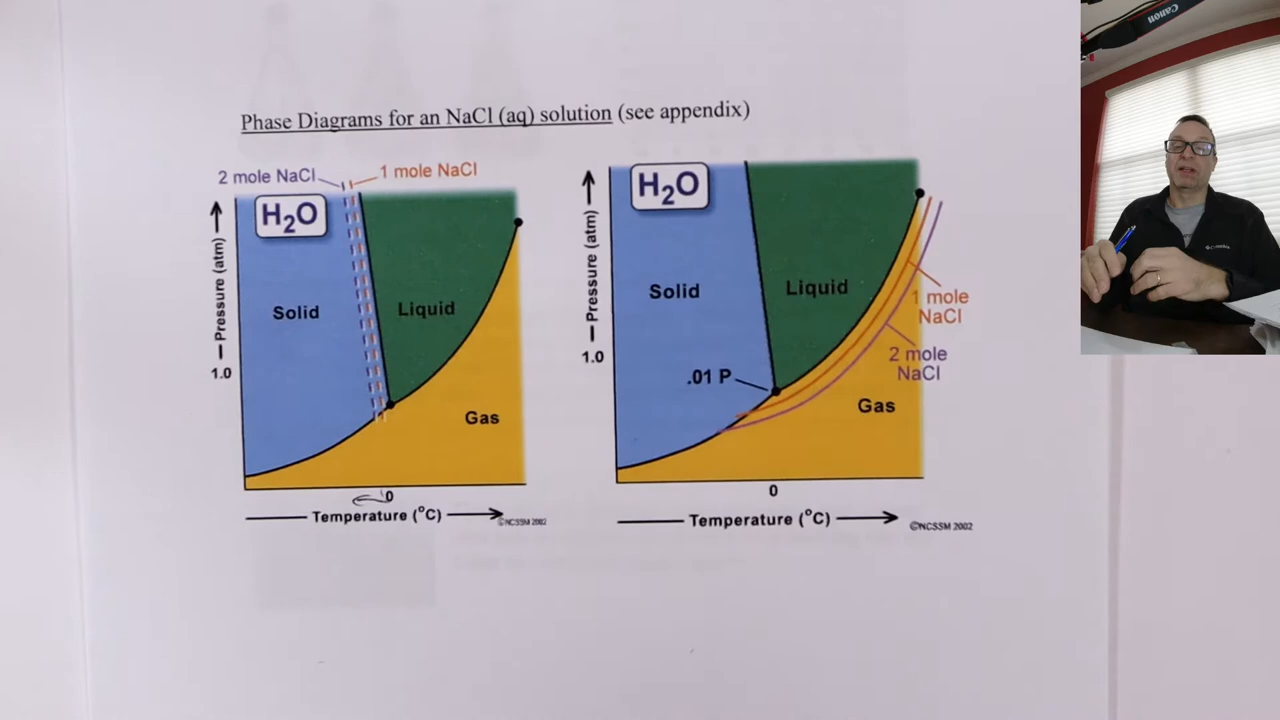 Phase Diagrams for an NaCl (aq) solution (see appendix)
2 mole NaCl
1 mole NaCl
H₂O
Pressure (atm)
1.0
Solid
Liquid
Gas
0
Temperature (°C)
©NCSSM 2002
H₂O
Pressure (atm)
1.0
Solid
Liquid
.01 P
1 mole
NaCl
2 mole
NaCl
Gas
0
Temperature (°C)
©NCSSM 2002
Canon